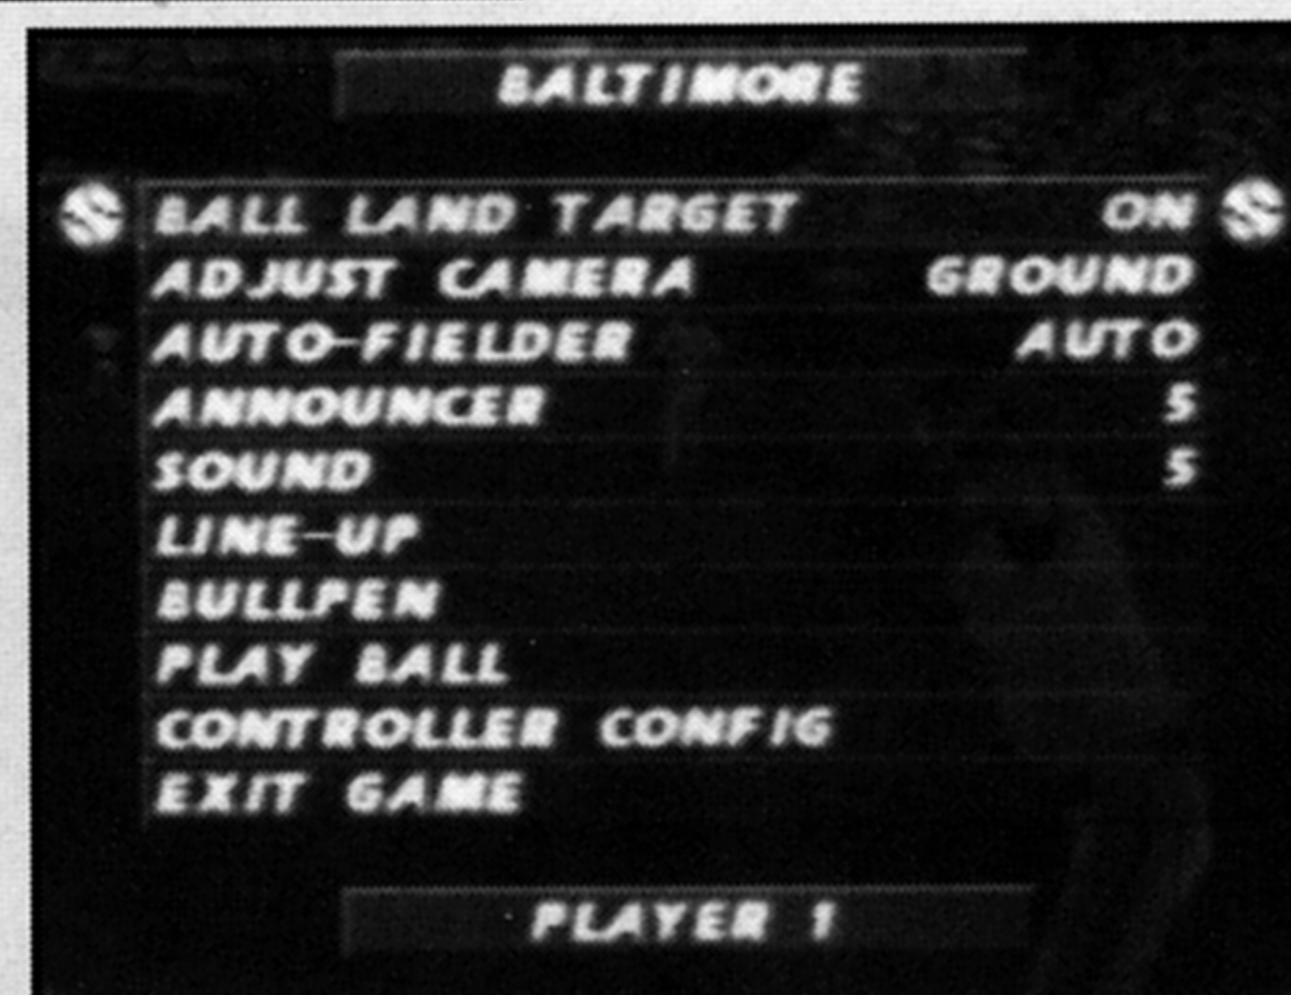 BALTIMORE
BALL LAND TARGET ON
ADJUST CAMERA GROUND
AUTO-FIELDER AUTO
ANNOUNCER 5
SOUND 5
LINE-UP
BULLPEN
PLAY BALL
CONTROLLER CONFIG
EXIT GAME
PLAYER 1